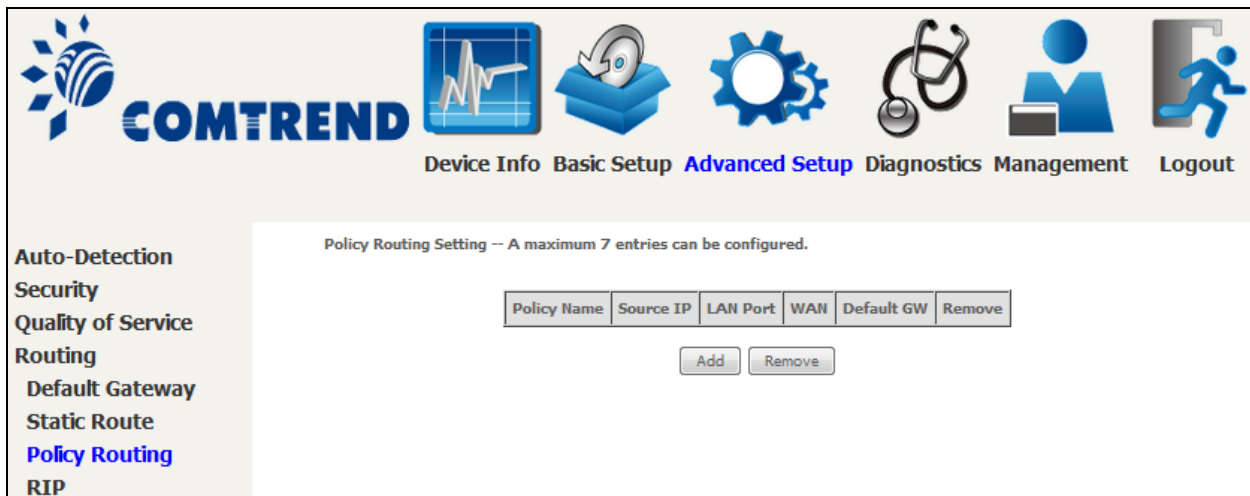 COMTREND
Device Info Basic Setup Advanced Setup Diagnostics Management Logout
Auto-Detection
Security
Quality of Service
Routing
Default Gateway
Static Route
Policy Routing
RIP
Policy Routing Setting -- A maximum 7 entries can be configured.
Policy Name Source IP LAN Port WAN Default GW Remove
Add Remove